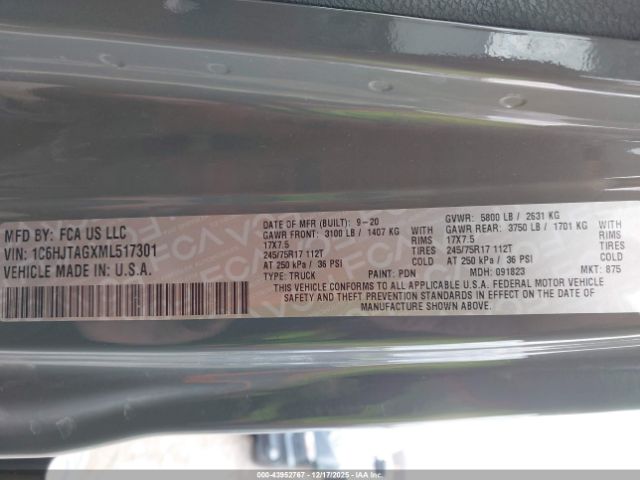 MFD BY: FCA US LLC
VIN: 1C6HJTAGXML517301
VEHICLE MADE IN: U.S.A.
DATE OF MFR (BUILT): 9-20 GVWR: 5800 LB / 2631 KG
GAWR FRONT: 3100 LB / 1407 KG WITH GAWR REAR: 3750 LB / 1701 KG WITH
17X7.5 RIMS 17X7.5 RIMS
245/75R17 112T TIRES 245/75R17 112T TIRES
AT 250 kPa / 36 PSI COLD AT 250 kPa / 36 PSI COLD
TYPE: TRUCK PAINT: PDN MDH: 091823 MKT: 875
THIS VEHICLE CONFORMS TO ALL APPLICABLE U.S.A. FEDERAL MOTOR VEHICLE
SAFETY AND THEFT PREVENTION STANDARDS IN EFFECT ON THE DATE OF
MANUFACTURE SHOWN ABOVE.
000-43952767 - 12/17/2025 - 12/17/2025